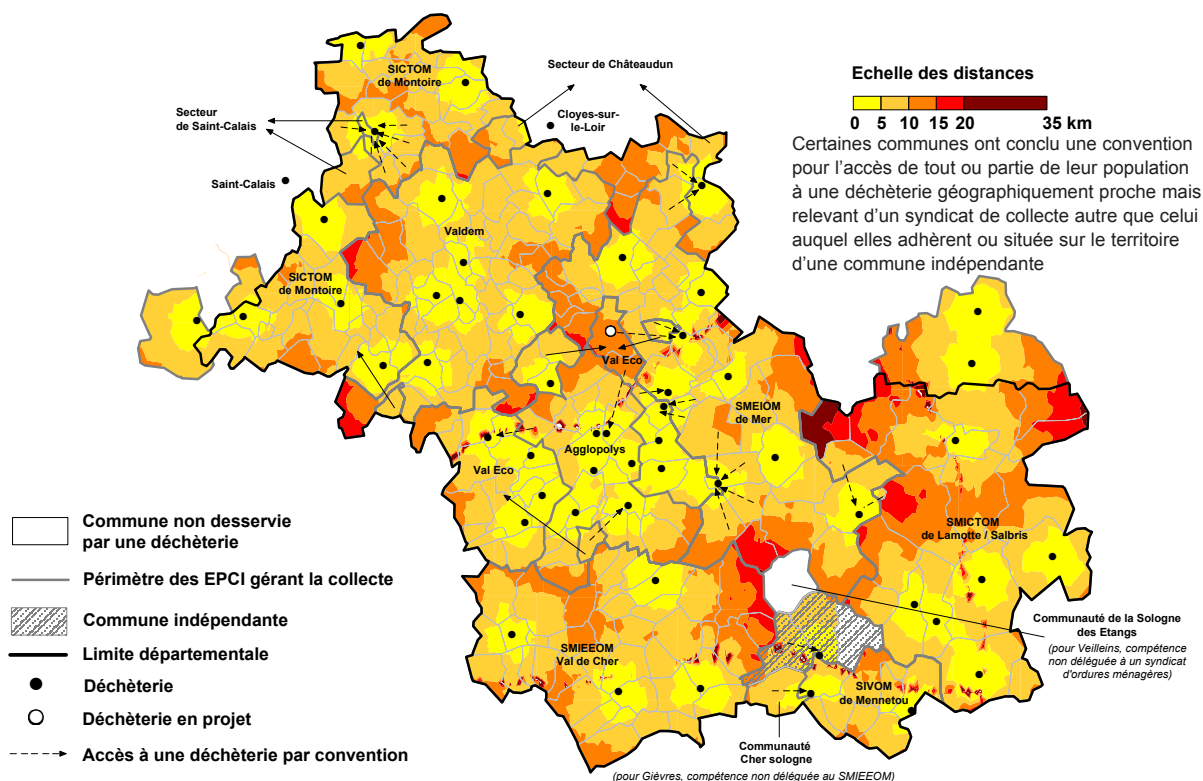 SICTOM
de Montoire
Secteur de Châteaudun
Secteur
de Saint-Calais
Cloyes-sur-
le-Loir
Saint-Calais
Valdem
SICTOM
de Montoire
Val Eco
SMEIOM
de Mer
Agglopolys
Val Eco
SMICTOM
de Lamotte / Salbris
SMIEEOM
Val de Cher
SIVOM
de Mennetou
Communauté de la Sologne
des Etangs
(pour Veilleins, compétence
non déléguée à un syndicat
d'ordures ménagères)
Communauté
Cher sologne
(pour Gièvres, compétence non déléguée au SMIEEOM)
Echelle des distances
0 5 10 15 20 35 km
Certaines communes ont conclu une convention
pour l'accès de tout ou partie de leur population
à une déchèterie géographiquement proche mais
relevant d'un syndicat de collecte autre que celui
auquel elles adhèrent ou située sur le territoire
d'une commune indépendante
Commune non desservie
par une déchèterie
Périmètre des EPCI gérant la collecte
Commune indépendante
Limite départementale
Déchèterie
Déchèterie en projet
Accès à une déchèterie par convention